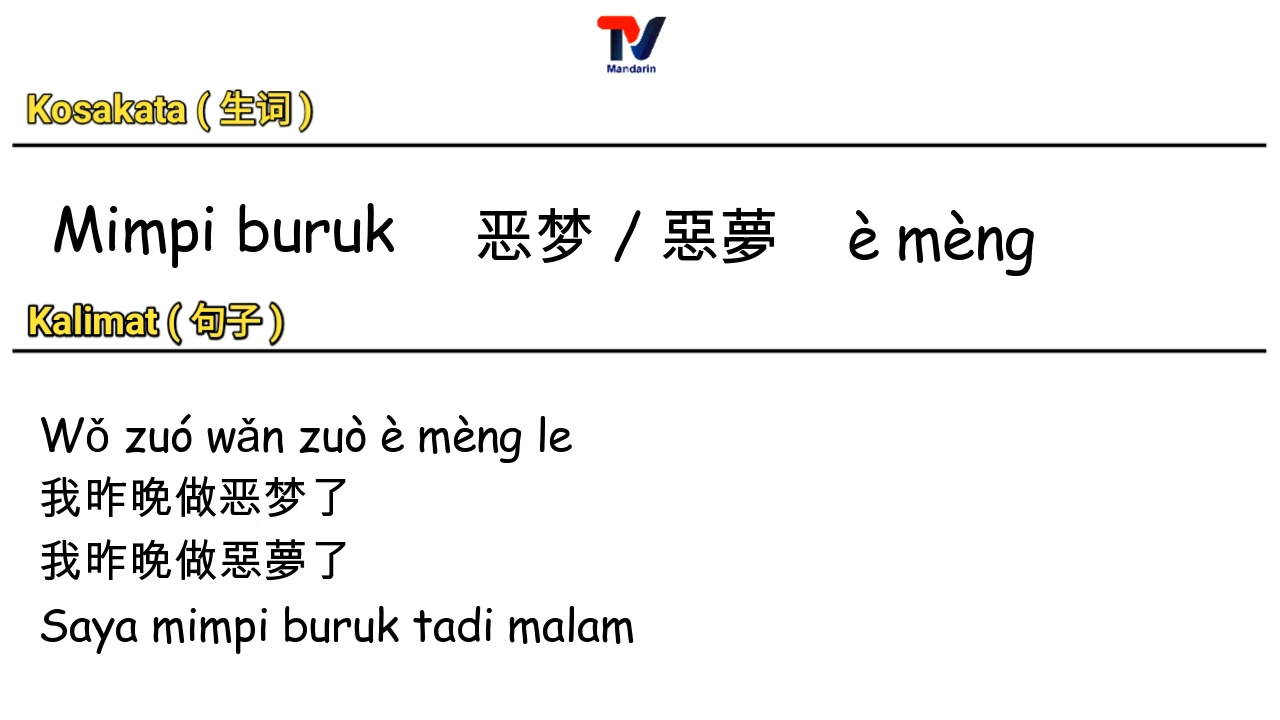 TV
Mandarin
Kosakata ( 生词 )
Mimpi buruk 恶梦 / 惡夢 è mèng
Kalimat ( 句子 )
Wǒ zuó wǎn zuò è mèng le
我昨晚做恶梦了
我昨晚做惡夢了
Saya mimpi buruk tadi malam